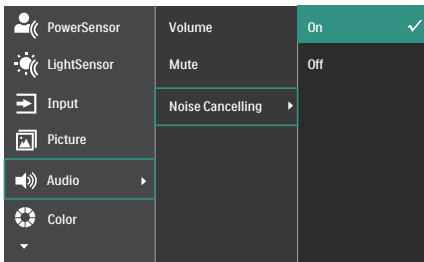 PowerSensor
LightSensor
Input
Picture
Audio
Color
Volume
Mute
Noise Cancelling
On
Off